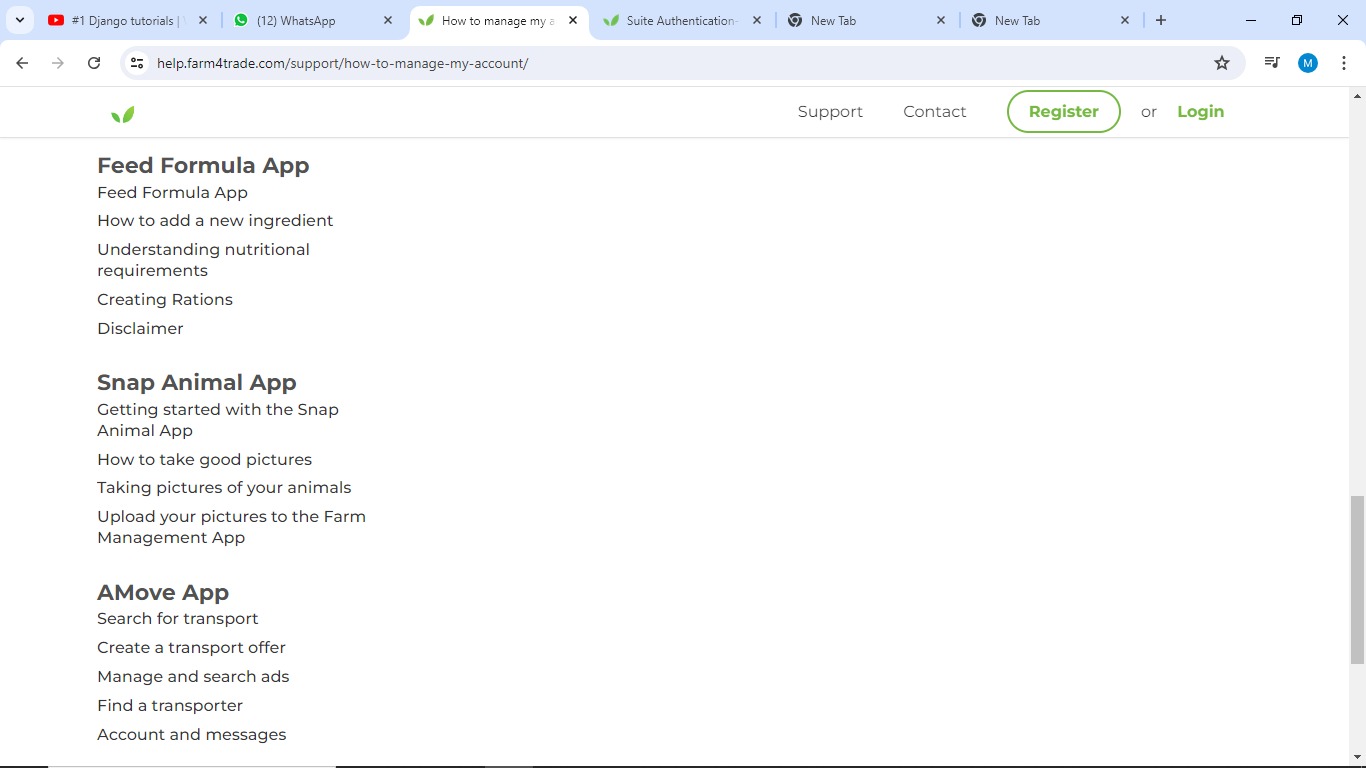 #1 Django tutorials |
(12) WhatsApp
How to manage my a
Suite Authentication-
New Tab
New Tab
help.farm4trade.com/support/how-to-manage-my-account/
M
Support
Contact
Register
or
Login
Feed Formula App
Feed Formula App
How to add a new ingredient
Understanding nutritional
requirements
Creating Rations
Disclaimer
Snap Animal App
Getting started with the Snap
Animal App
How to take good pictures
Taking pictures of your animals
Upload your pictures to the Farm
Management App
AMove App
Search for transport
Create a transport offer
Manage and search ads
Find a transporter
Account and messages